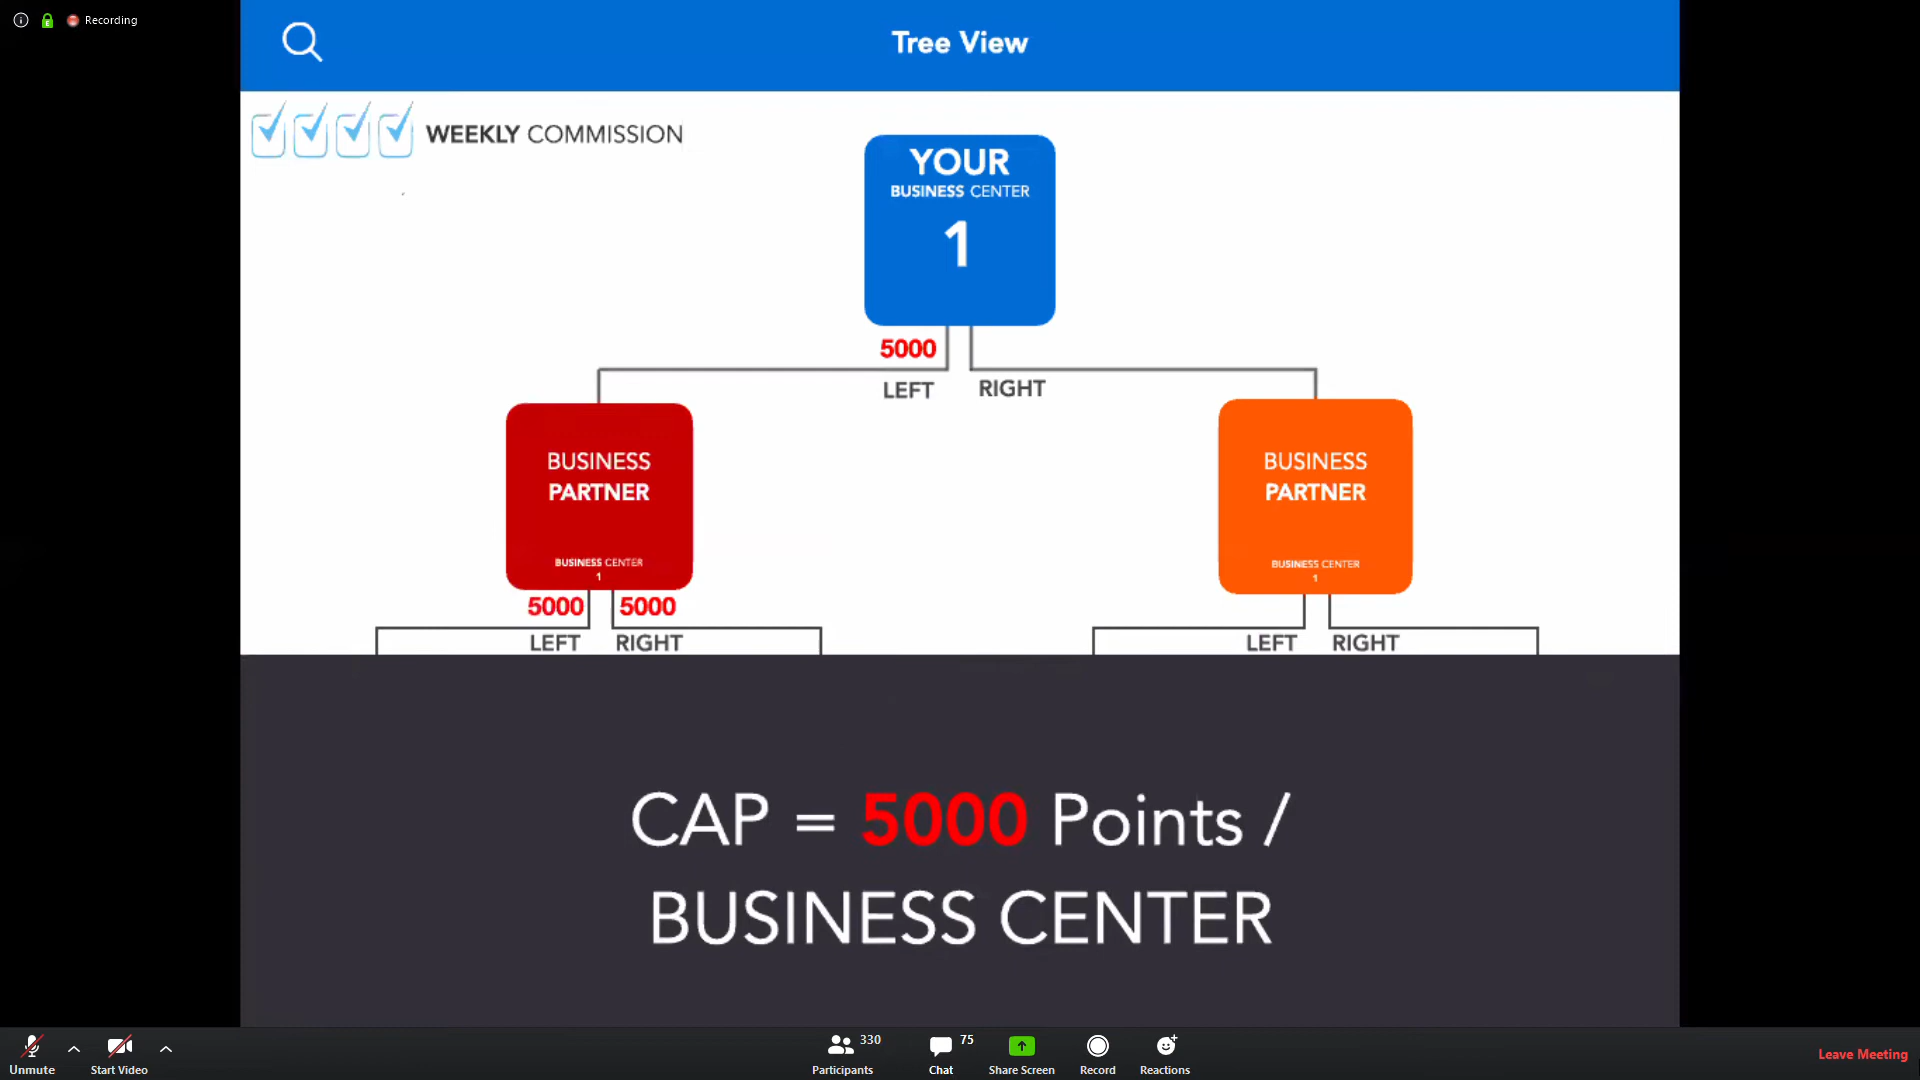 Recording
Tree View
WEEKLY COMMISSION
YOUR
BUSINESS CENTER
1
5000
LEFT RIGHT
BUSINESS
PARTNER
BUSINESS CENTER
1
BUSINESS
PARTNER
BUSINESS CENTER
1
5000 5000
LEFT RIGHT
LEFT RIGHT
CAP = 5000 Points /
BUSINESS CENTER
Unmute
Start Video
330
Participants
75
Chat
Share Screen
Record
Reactions
Leave Meeting